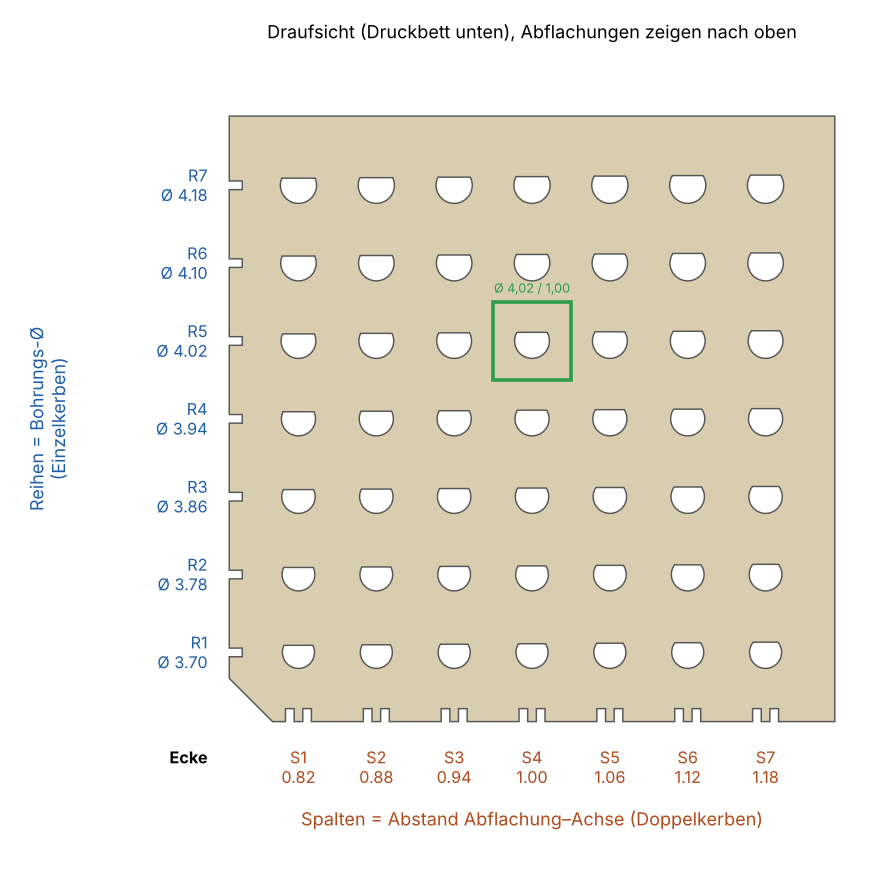 Draufsicht (Druckbett unten), Abflachungen zeigen nach oben
R7
Ø 4.18
R6
Ø 4.10
Ø 4,02 / 1,00
R5
Ø 4.02
R4
Ø 3.94
R3
Ø 3.86
R2
Ø 3.78
R1
Ø 3.70
Reihen = Bohrungs-Ø
(Einzelkerben)
Ecke
S1
0.82
S2
0.88
S3
0.94
S4
1.00
S5
1.06
S6
1.12
S7
1.18
Spalten = Abstand Abflachung–Achse (Doppelkerben)